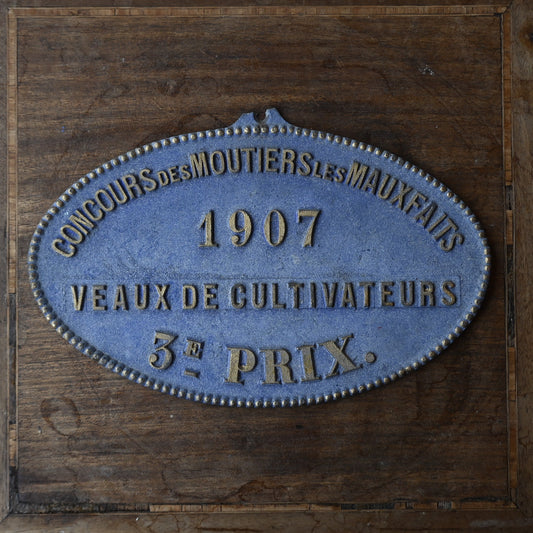 CONCOURS DES MOUTIERS LES MAUXFAITS
1907
VEAUX DE CULTIVATEURS
3E PRIX.